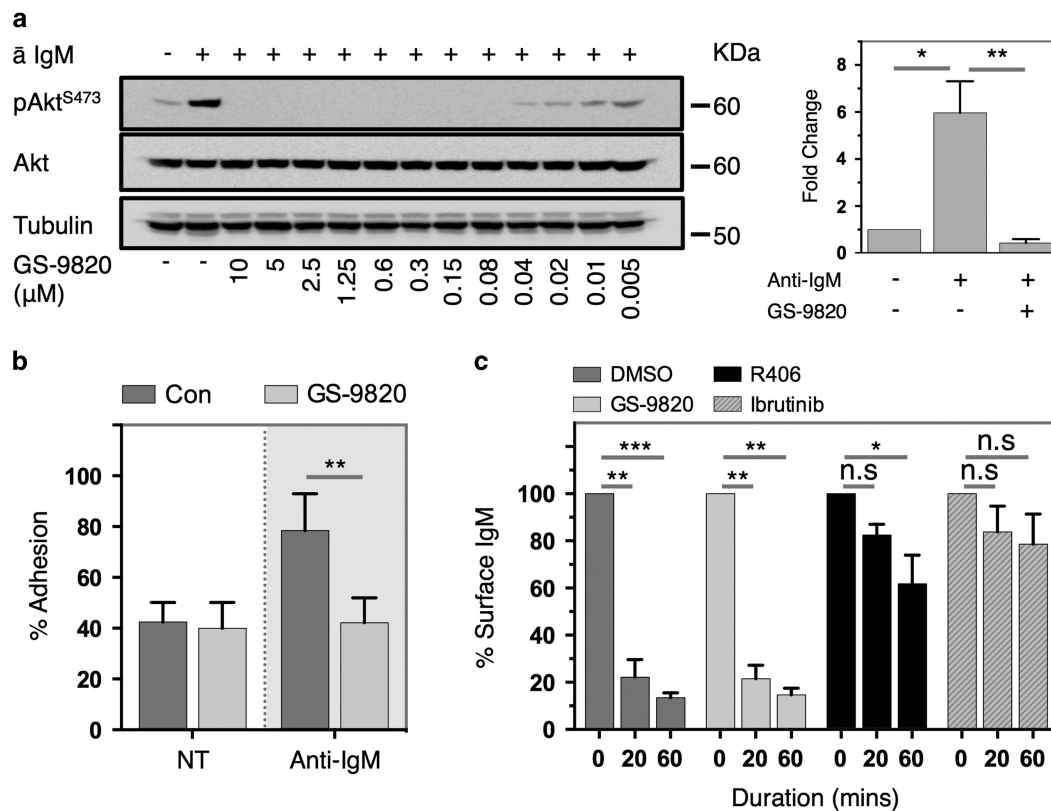 a
ā IgM - + + + + + + + + + + + + +
KDa
pAktS473
60
Akt
60
Tubulin
50
GS-9820 (μM) - - 10 5 2.5 1.25 0.6 0.3 0.15 0.08 0.04 0.02 0.01 0.005
* **
Fold Change
8
6
4
2
0
Anti-IgM - + +
GS-9820 - - +
b
Con GS-9820
% Adhesion
100
80
60
40
20
0
**
NT Anti-IgM
c
DMSO R406
GS-9820 Ibrutinib
% Surface IgM
100
80
60
40
20
0
*** ** * n.s
** ** n.s n.s
0 20 60 0 20 60 0 20 60 0 20 60
Duration (mins)